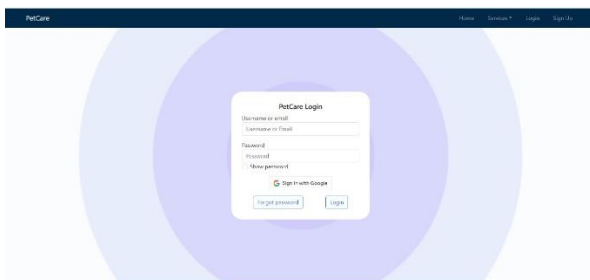 PetCare
Home Services Login Sign Up
PetCare Login
Username or email
Username or Email
Password
Password
Show password
Sign in with Google
Forgot password Login